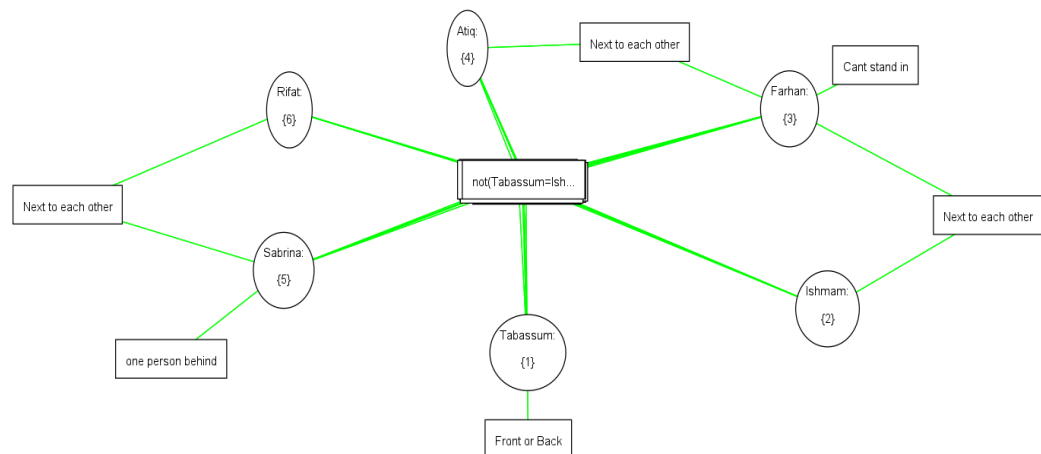 Atiq:
{4}
Next to each other
Cant stand in
Rifat:
{6}
Farhan:
{3}
not(Tabassum=Ish...
Next to each other
Next to each other
Sabrina:
{5}
Ishmam:
{2}
Tabassum:
{1}
one person behind
Front or Back